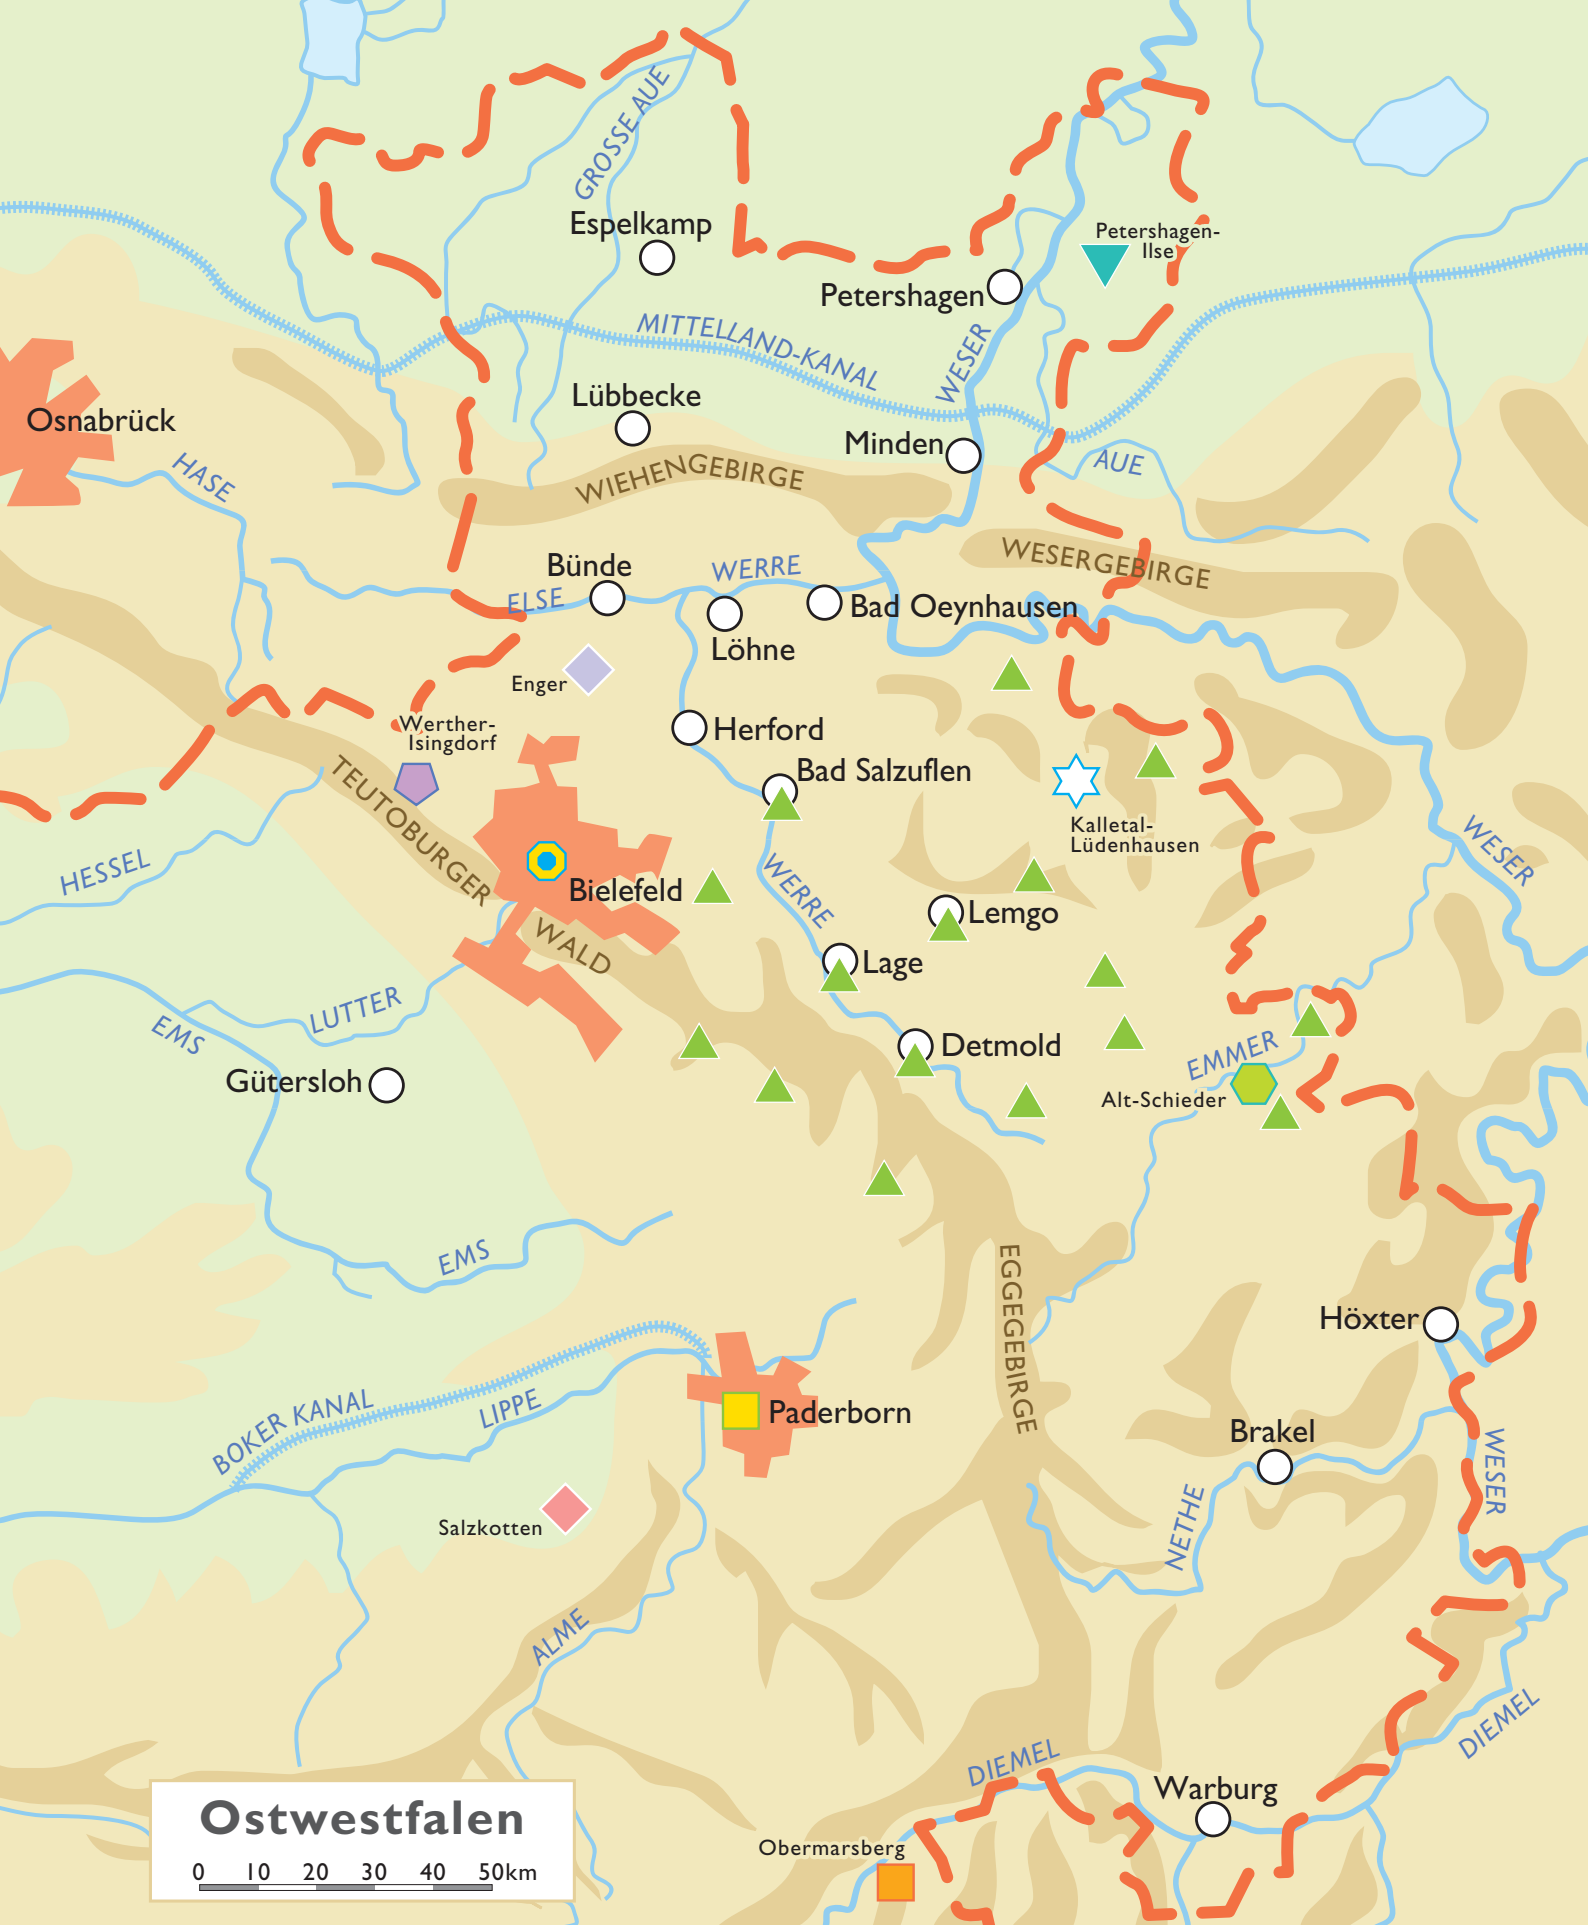 GROSSE AUE
Espelkamp
Petershagen-
Ilse
Petershagen
MITTELLAND-KANAL
WESER
Lübbecke
Osnabrück
Minden
AUE
HASE
WIEHENGEBIRGE
WESERGEBIRGE
Bünde
WERRE
ELSE
Bad Oeynhausen
Löhne
Enger
Herford
Werther-
Isingdorf
Bad Salzuflen
TEUTOBURGER
Kalletal-
Lüdenhausen
WESER
HESSEL
Bielefeld
WERRE
Lemgo
WALD
Lage
LUTTER
EMS
Detmold
EMMER
Gütersloh
Alt-Schieder
EMS
EGGEGEBIRGE
Höxter
BOKER KANAL
LIPPE
Paderborn
Brakel
WESER
NETHE
Salzkotten
ALME
DIEMEL
DIEMEL
Warburg
Ostwestfalen
Obermarsberg
0 10 20 30 40 50km